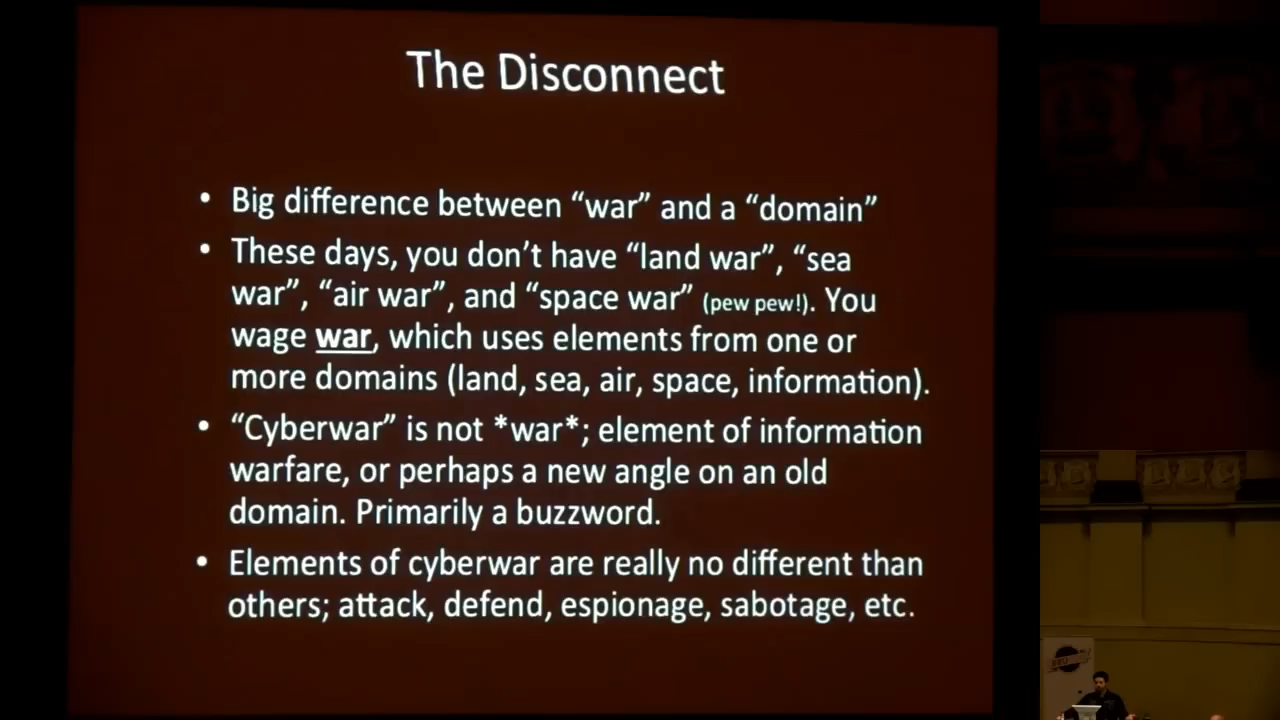 The Disconnect
• Big difference between “war” and a “domain”
• These days, you don’t have “land war”, “sea
war”, “air war”, and “space war” (pew pew!). You
wage war, which uses elements from one or
more domains (land, sea, air, space, information).
• “Cyberwar” is not *war*; element of information
warfare, or perhaps a new angle on an old
domain. Primarily a buzzword.
• Elements of cyberwar are really no different than
others; attack, defend, espionage, sabotage, etc.